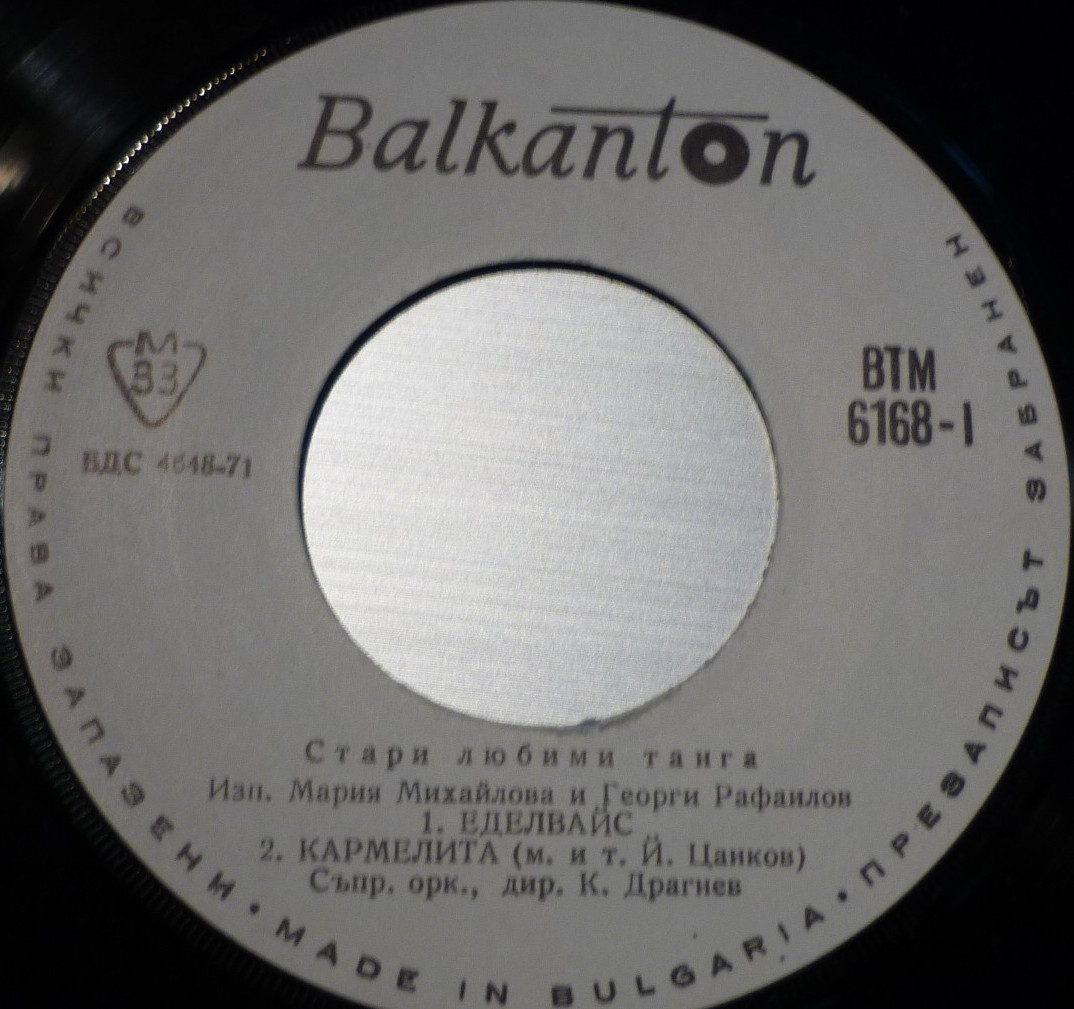 Balkanton
ВСИЧКИ ПРАВА ЗАПАЗЕНИ • MADE IN BULGARIA • ПРЕЗАПИСЪТ ЗАБРАНЕН
М
33
БДС 4648-71
ВТМ
6168-I
Стари любими танга
Изп. Мария Михайлова и Георги Рафаилов
1. ЕДЕЛВАЙС
2. КАРМЕЛИТА (м. и т. Й. Цанков)
Съпр. орк., дир. К. Драгнев